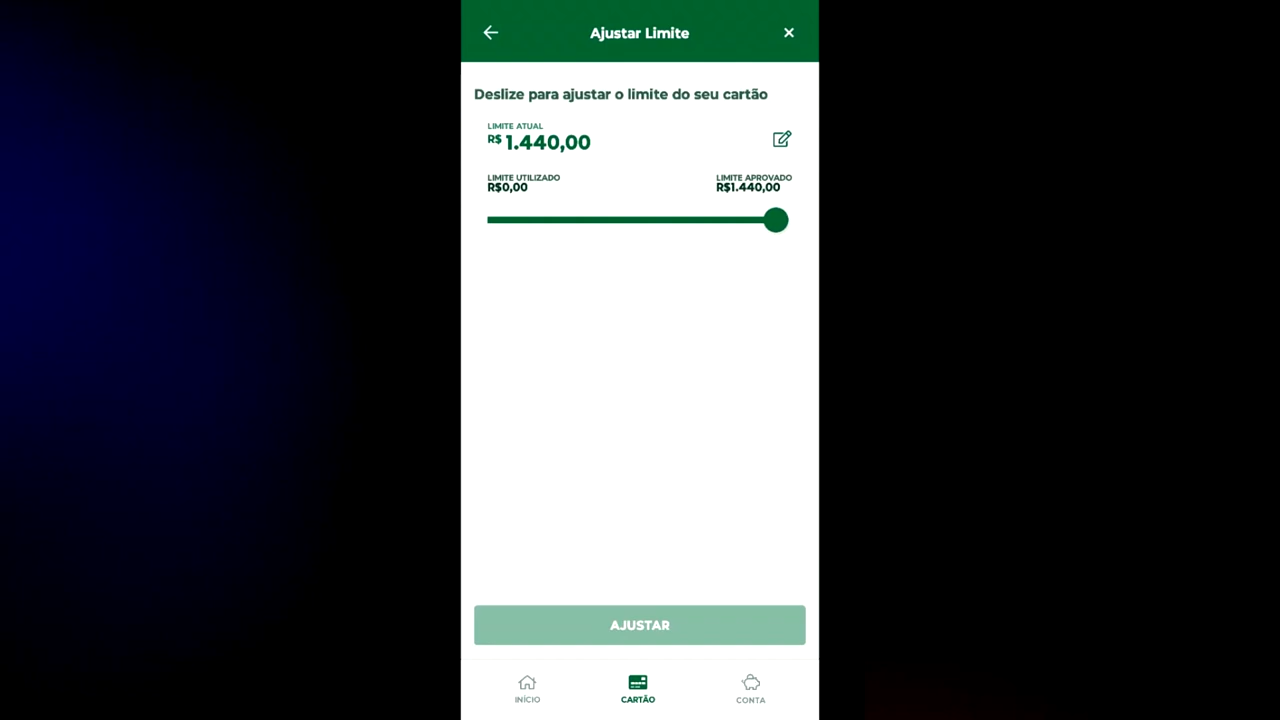 Ajustar Limite
Deslize para ajustar o limite do seu cartão
LIMITE ATUAL
R$ 1.440,00
LIMITE UTILIZADO
R$0,00
LIMITE APROVADO
R$1.440,00
AJUSTAR
INÍCIO
CARTÃO
CONTA